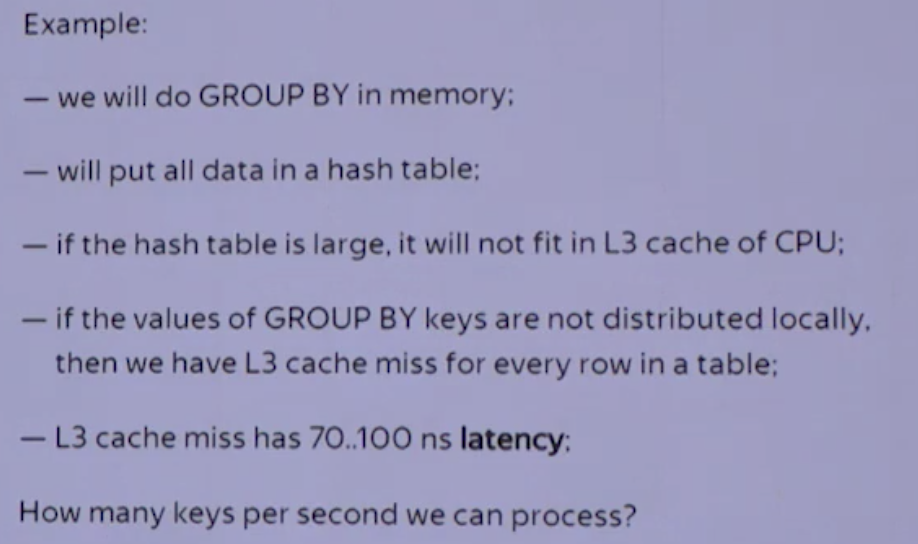 Example:
— we will do GROUP BY in memory;
— will put all data in a hash table;
— if the hash table is large, it will not fit in L3 cache of CPU;
— if the values of GROUP BY keys are not distributed locally,
then we have L3 cache miss for every row in a table;
— L3 cache miss has 70..100 ns latency;
How many keys per second we can process?